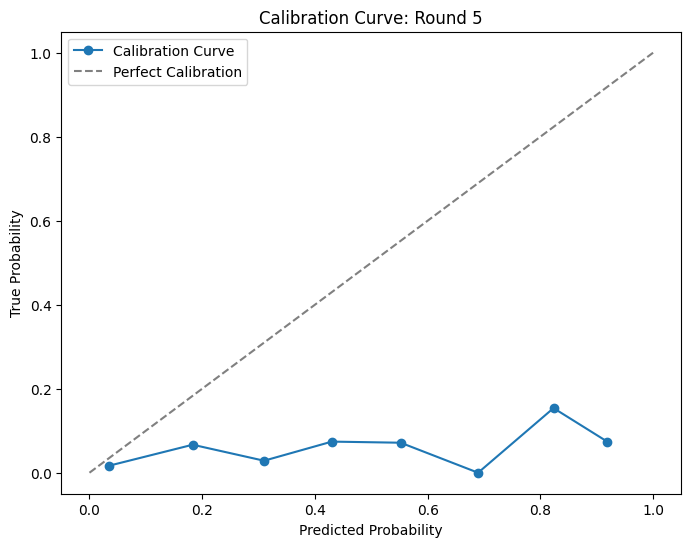 Calibration Curve: Round 5
Calibration Curve
Perfect Calibration
True Probability
1.0
0.8
0.6
0.4
0.2
0.0
0.0 0.2 0.4 0.6 0.8 1.0
Predicted Probability